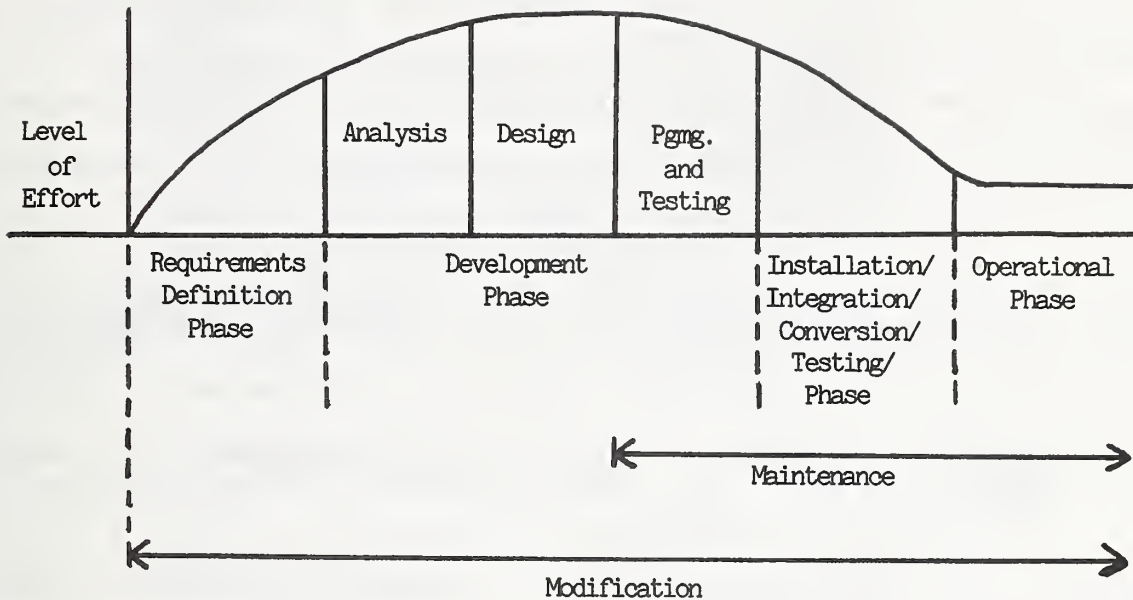 Level
of
Effort
Analysis
Design
Pgmg.
and
Testing
Requirements
Definition
Phase
Development
Phase
Installation/
Integration/
Conversion/
Testing/
Phase
Operational
Phase
Maintenance
Modification